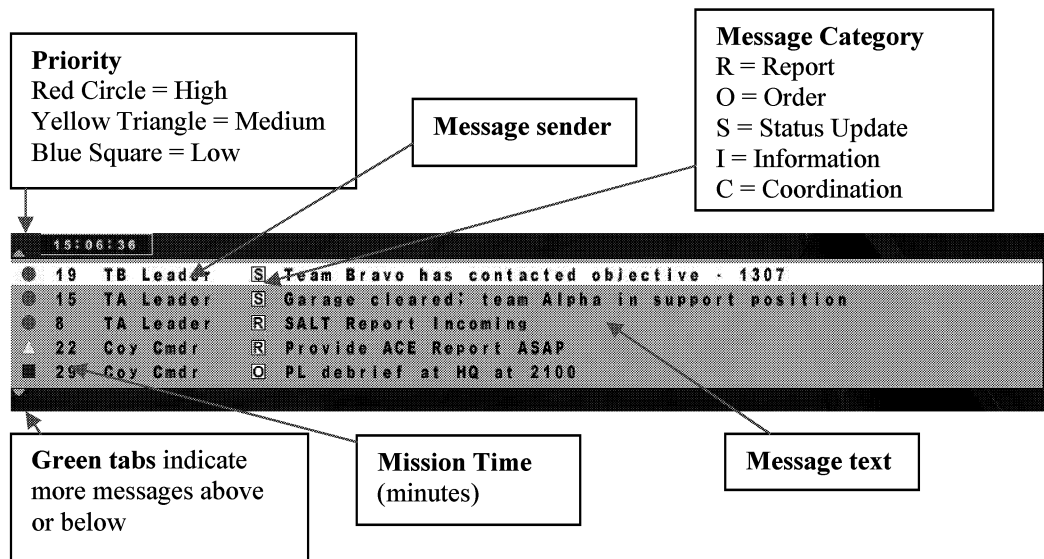 Priority
Red Circle = High
Yellow Triangle = Medium
Blue Square = Low
Message sender
Message Category
R = Report
O = Order
S = Status Update
I = Information
C = Coordination
15:06:36
19 TB Leader S Team Bravo has contacted objective - 1307
15 TA Leader S Garage cleared; team Alpha in support position
8 TA Leader R SALT Report Incoming
22 Coy Cmdr R Provide ACE Report ASAP
29 Coy Cmdr O PL debrief at HQ at 2100
Green tabs indicate
more messages above
or below
Mission Time
(minutes)
Message text